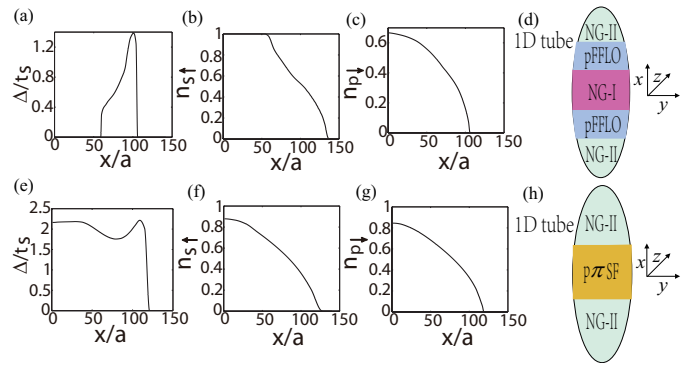 (a)
Δ/tS
1.2
0.8
0.4
0
0 50 100 150
x/a
(b)
nS↑
1
0.8
0.6
0.4
0.2
0
0 50 100 150
x/a
(c)
np↓
0.6
0.4
0.2
0
0 50 100 150
x/a
(d)
1D tube
NG-II
pFFLO
NG-I
pFFLO
NG-II
x
z
y
(e)
Δ/tS
2.5
2
1.5
1
0.5
0
0 50 100 150
x/a
(f)
nS↑
1
0.8
0.6
0.4
0.2
0
0 50 100 150
x/a
(g)
np↓
1
0.8
0.6
0.4
0.2
0
0 50 100 150
x/a
(h)
1D tube
NG-II
pπSF
NG-II
x
z
y